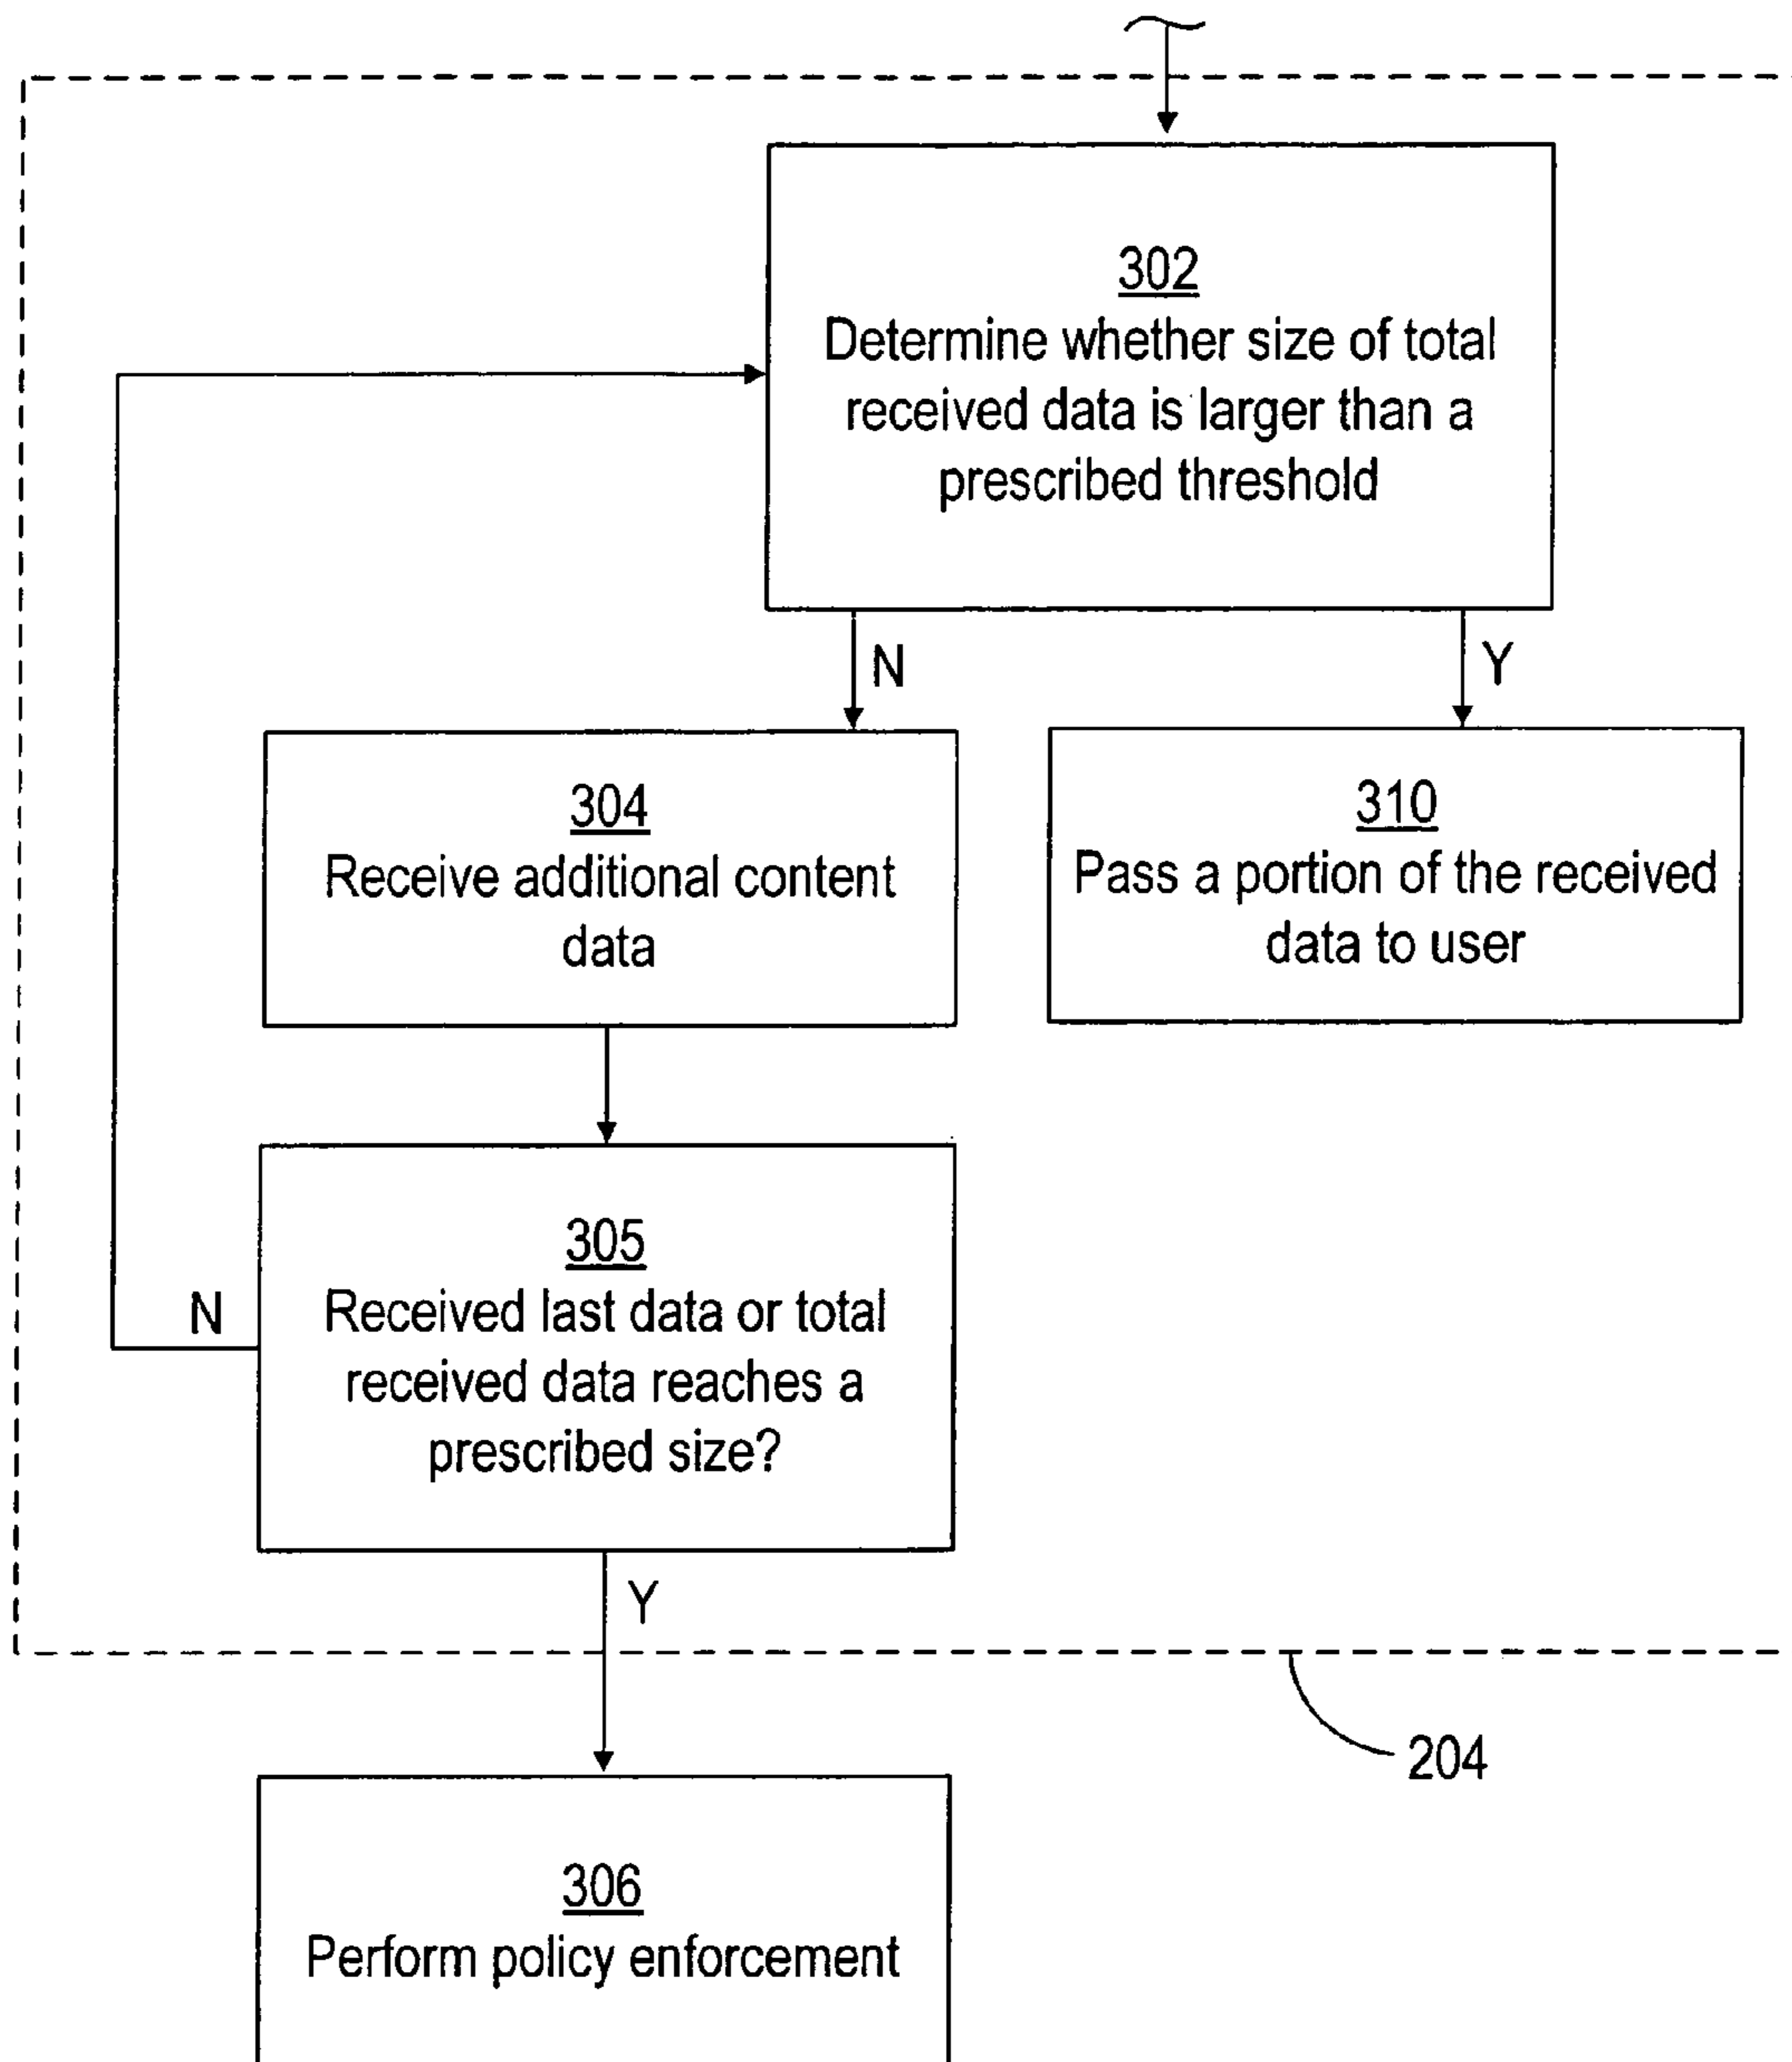 302
Determine whether size of total
received data is larger than a
prescribed threshold
N
Y
304
Receive additional content
data
310
Pass a portion of the received
data to user
305
Received last data or total
received data reaches a
prescribed size?
N
Y
204
306
Perform policy enforcement